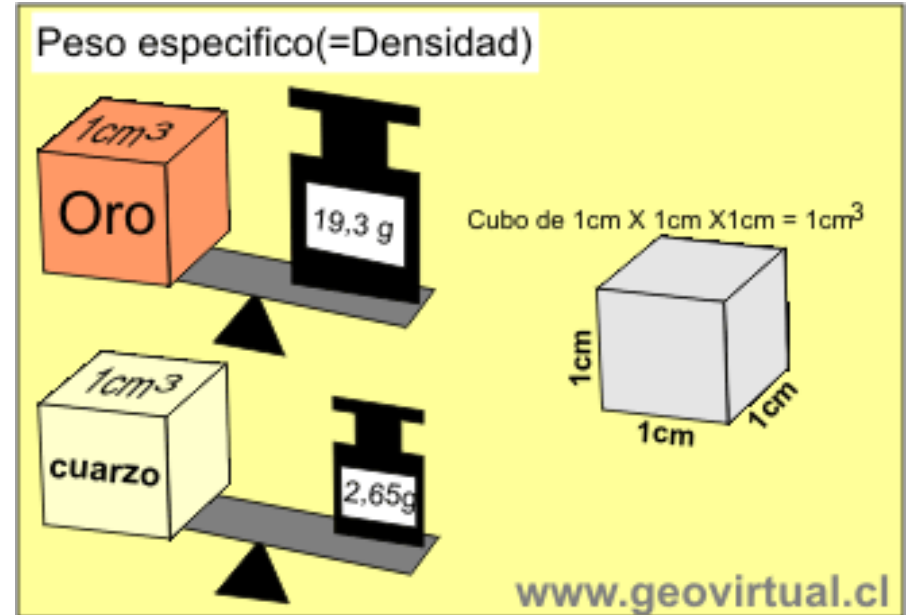 Peso especifico(=Densidad)
1cm³
Oro
19,3 g
Cubo de 1cm X 1cm X1cm = 1cm³
1cm
1cm
1cm
1cm³
cuarzo
2,65g
www.geovirtual.cl